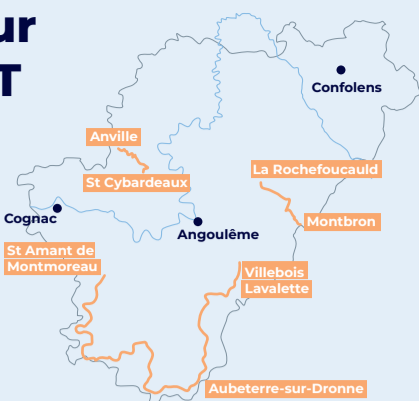 ur
T
Confolens
Anville
La Rochefoucauld
St Cybardeaux
Cognac
Montbron
Angoulême
St Amant de
Montmoreau
Villebois
Lavalette
Aubeterre-sur-Dronne